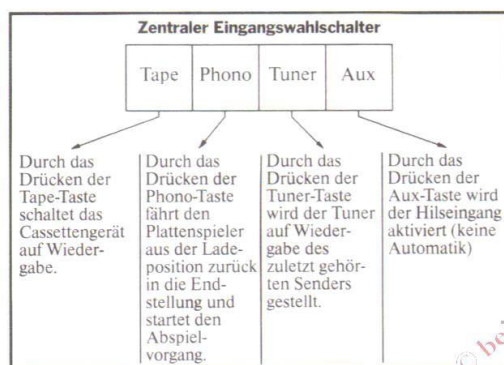 Zentraler Eingangswahlschalter
Tape Phono Tuner Aux
Durch das
Drücken der
Tape-Taste
schaltet das
Cassettengerät
auf Wieder-
gabe.
Durch das
Drücken der
Phono-Taste
fährt den
Plattenspieler
aus der Lade-
position zurück
in die End-
stellung und
startet den
Abspiel-
vorgang.
Durch das
Drücken der
Tuner-Taste
wird der Tuner
auf Wieder-
gabe des
zuletzt gehör-
ten Senders
gestellt.
Durch das
Drücken der
Aux-Taste wird
der Hilseingang
aktiviert (keine
Automatik)
©